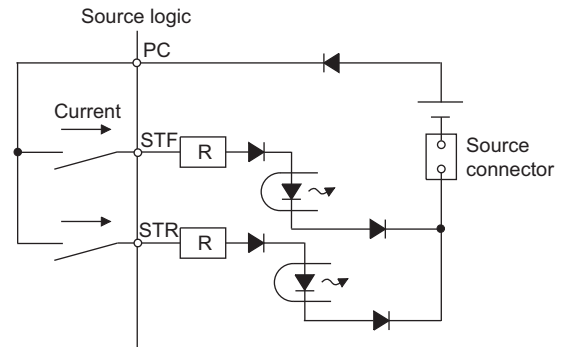 Source logic
PC
Current
STF
R
Source
connector
STR
R